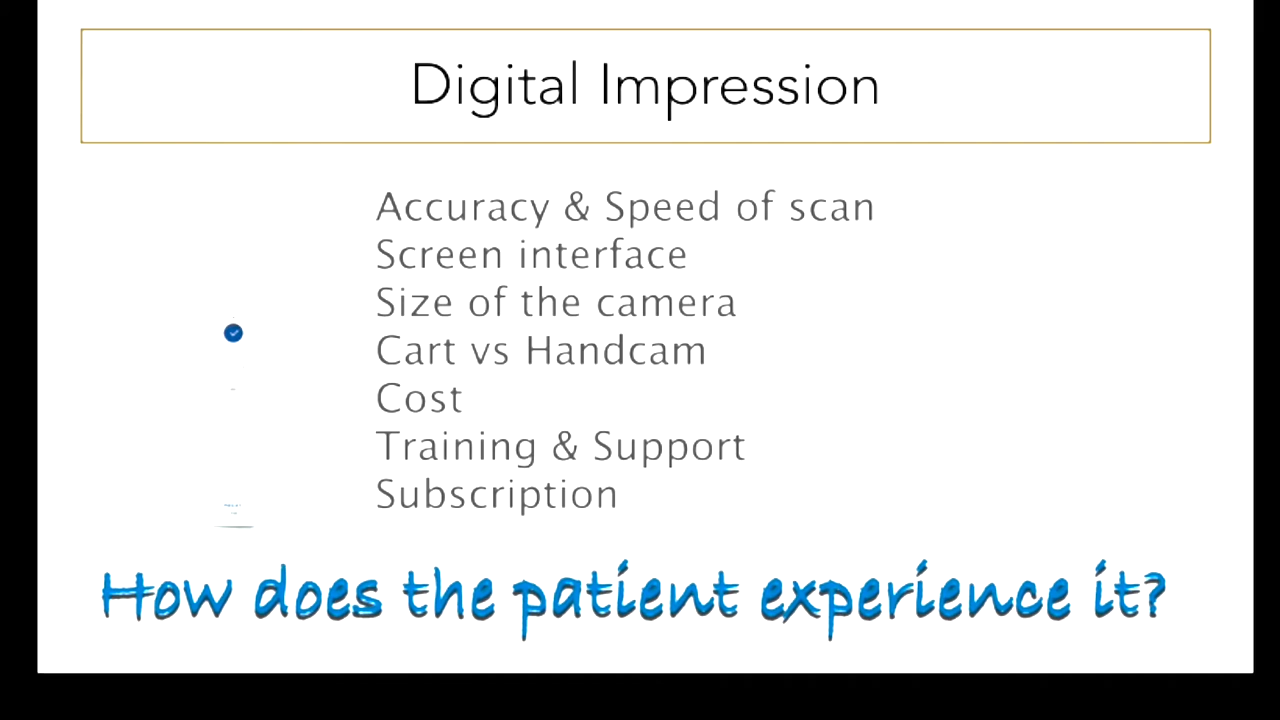 Digital Impression
Accuracy & Speed of scan
Screen interface
Size of the camera
Cart vs Handcam
Cost
Training & Support
Subscription
How does the patient experience it?